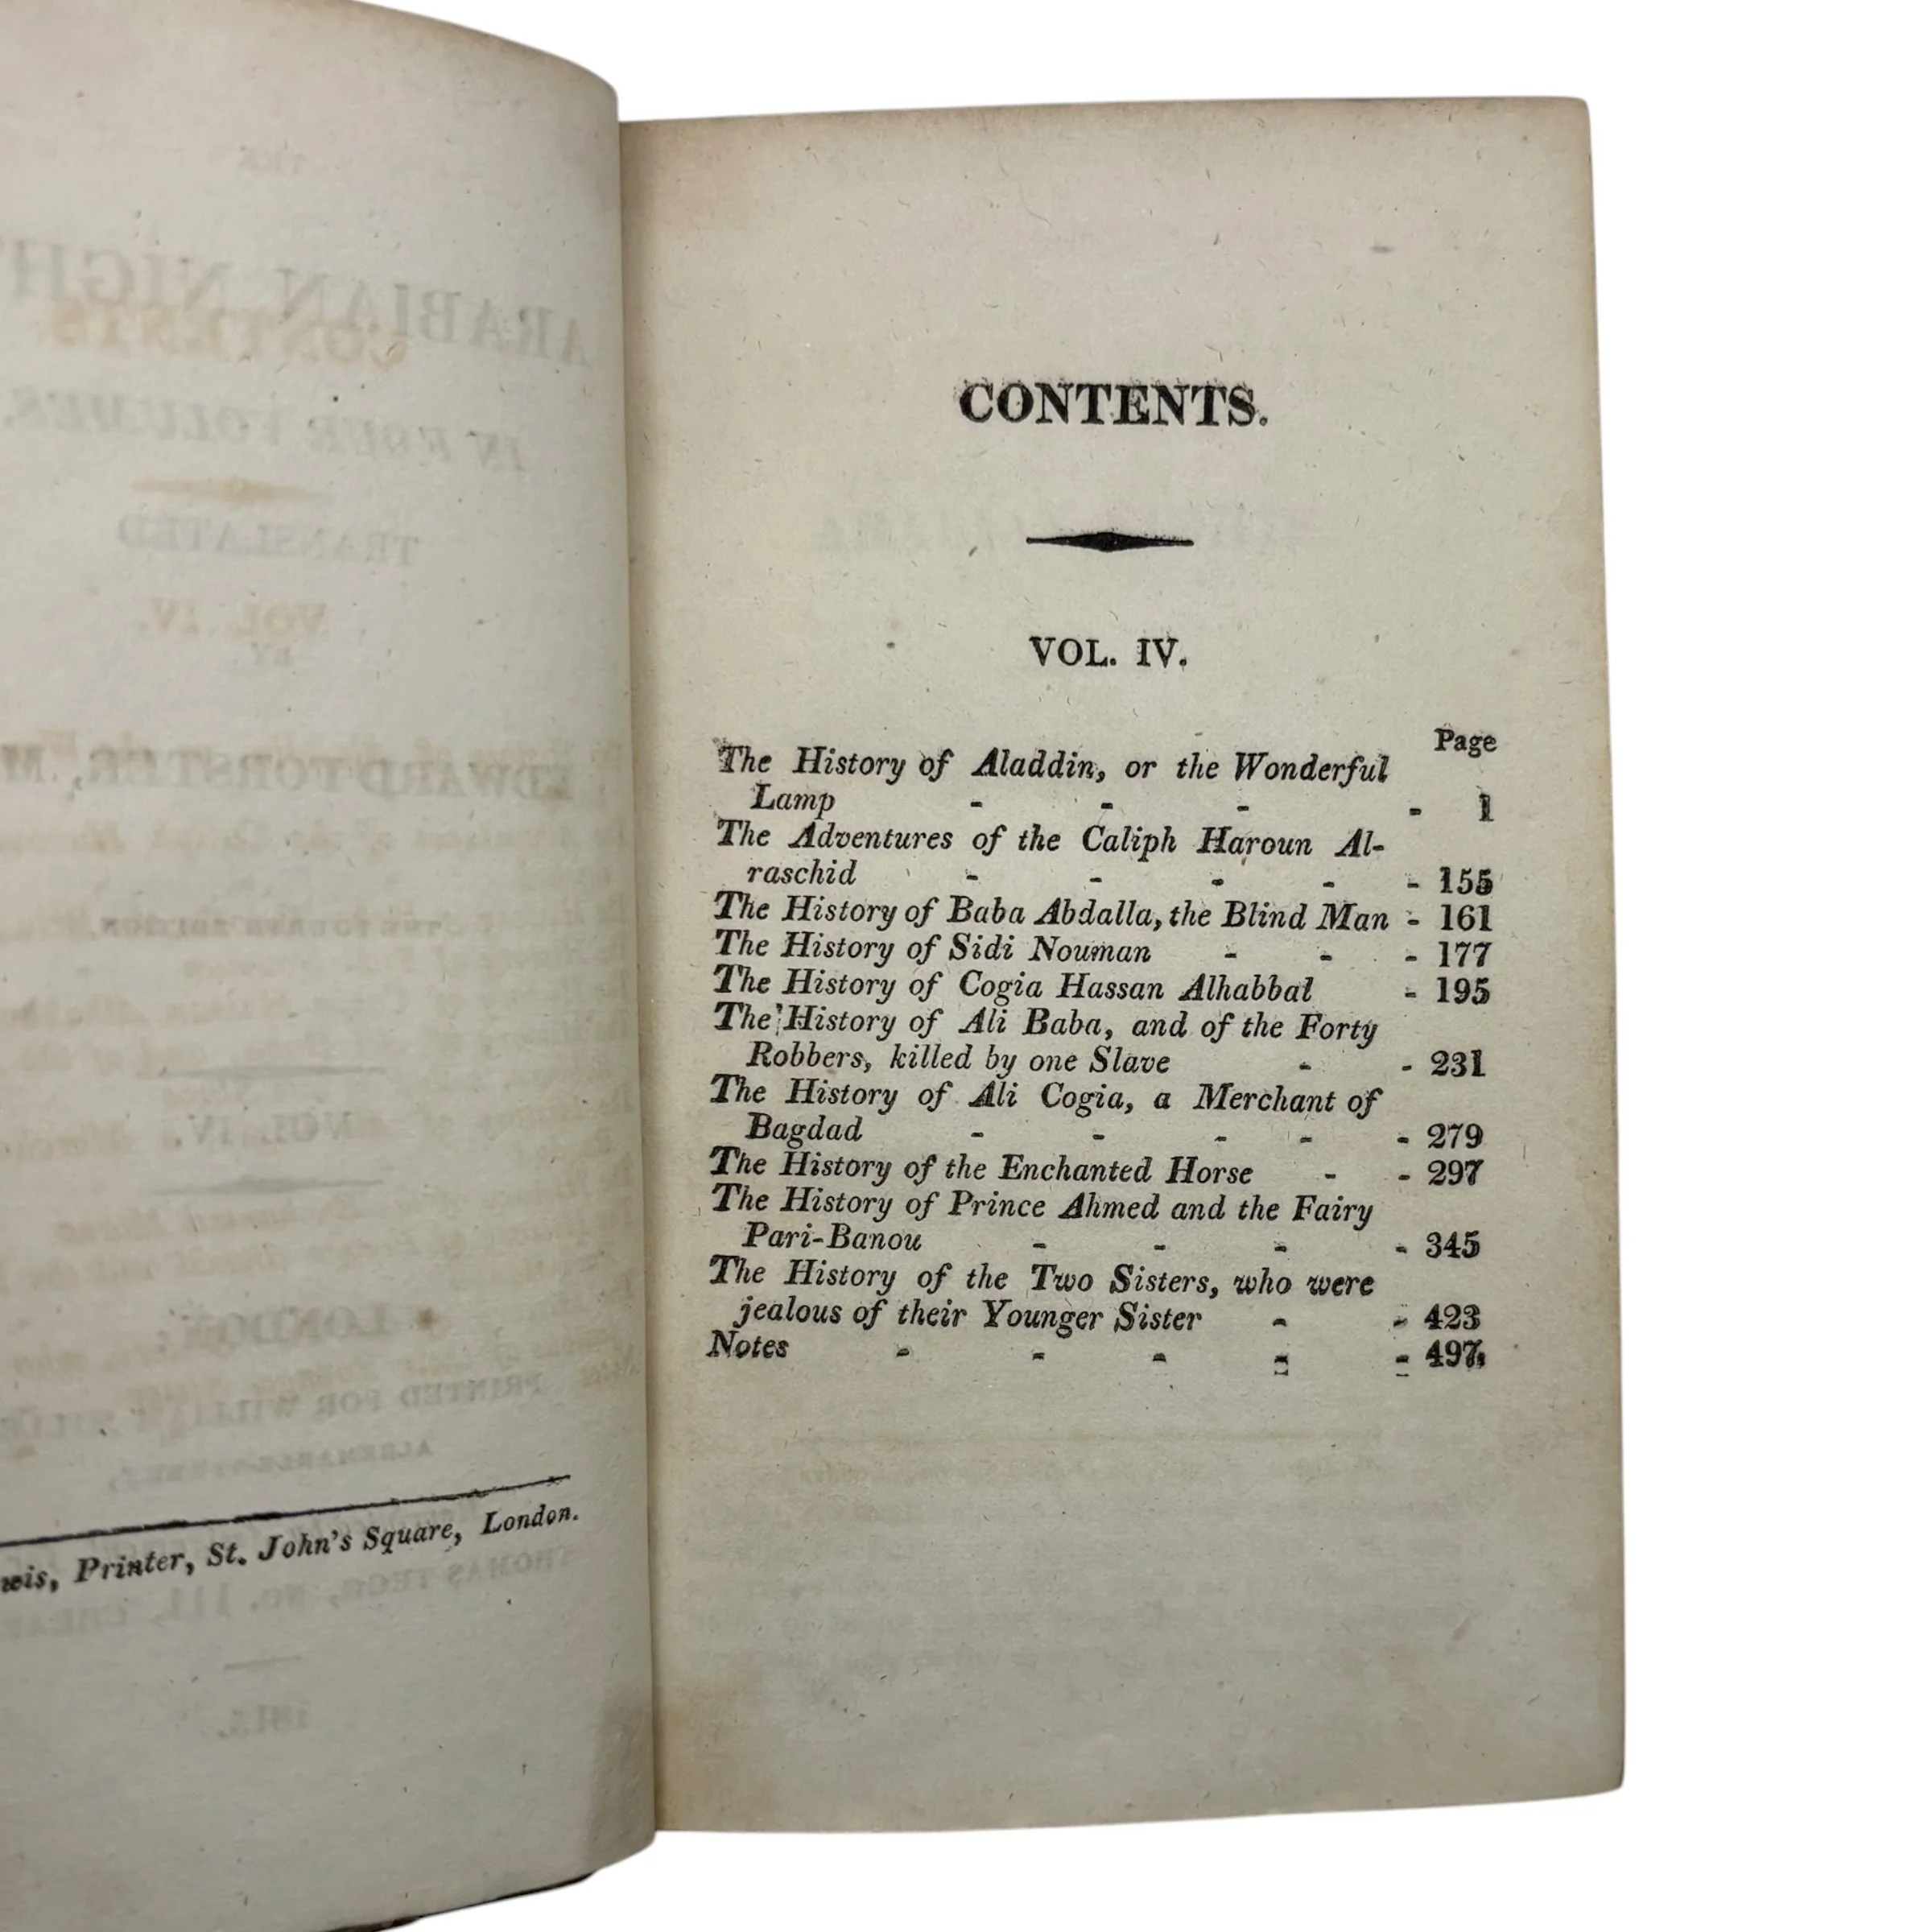 wis, Printer, St. John's Square, London.
CONTENTS.
VOL. IV.
Page
The History of Aladdin, or the Wonderful
Lamp - - - - 1
The Adventures of the Caliph Haroun Al-
raschid - - - - - 155
The History of Baba Abdalla, the Blind Man - 161
The History of Sidi Nouman - - - 177
The History of Cogia Hassan Alhabbal - 195
The History of Ali Baba, and of the Forty
Robbers, killed by one Slave - - 231
The History of Ali Cogia, a Merchant of
Bagdad - - - - - 279
The History of the Enchanted Horse - - 297
The History of Prince Ahmed and the Fairy
Pari-Banou - - - - 345
The History of the Two Sisters, who were
jealous of their Younger Sister - - 423
Notes - - - - - 497